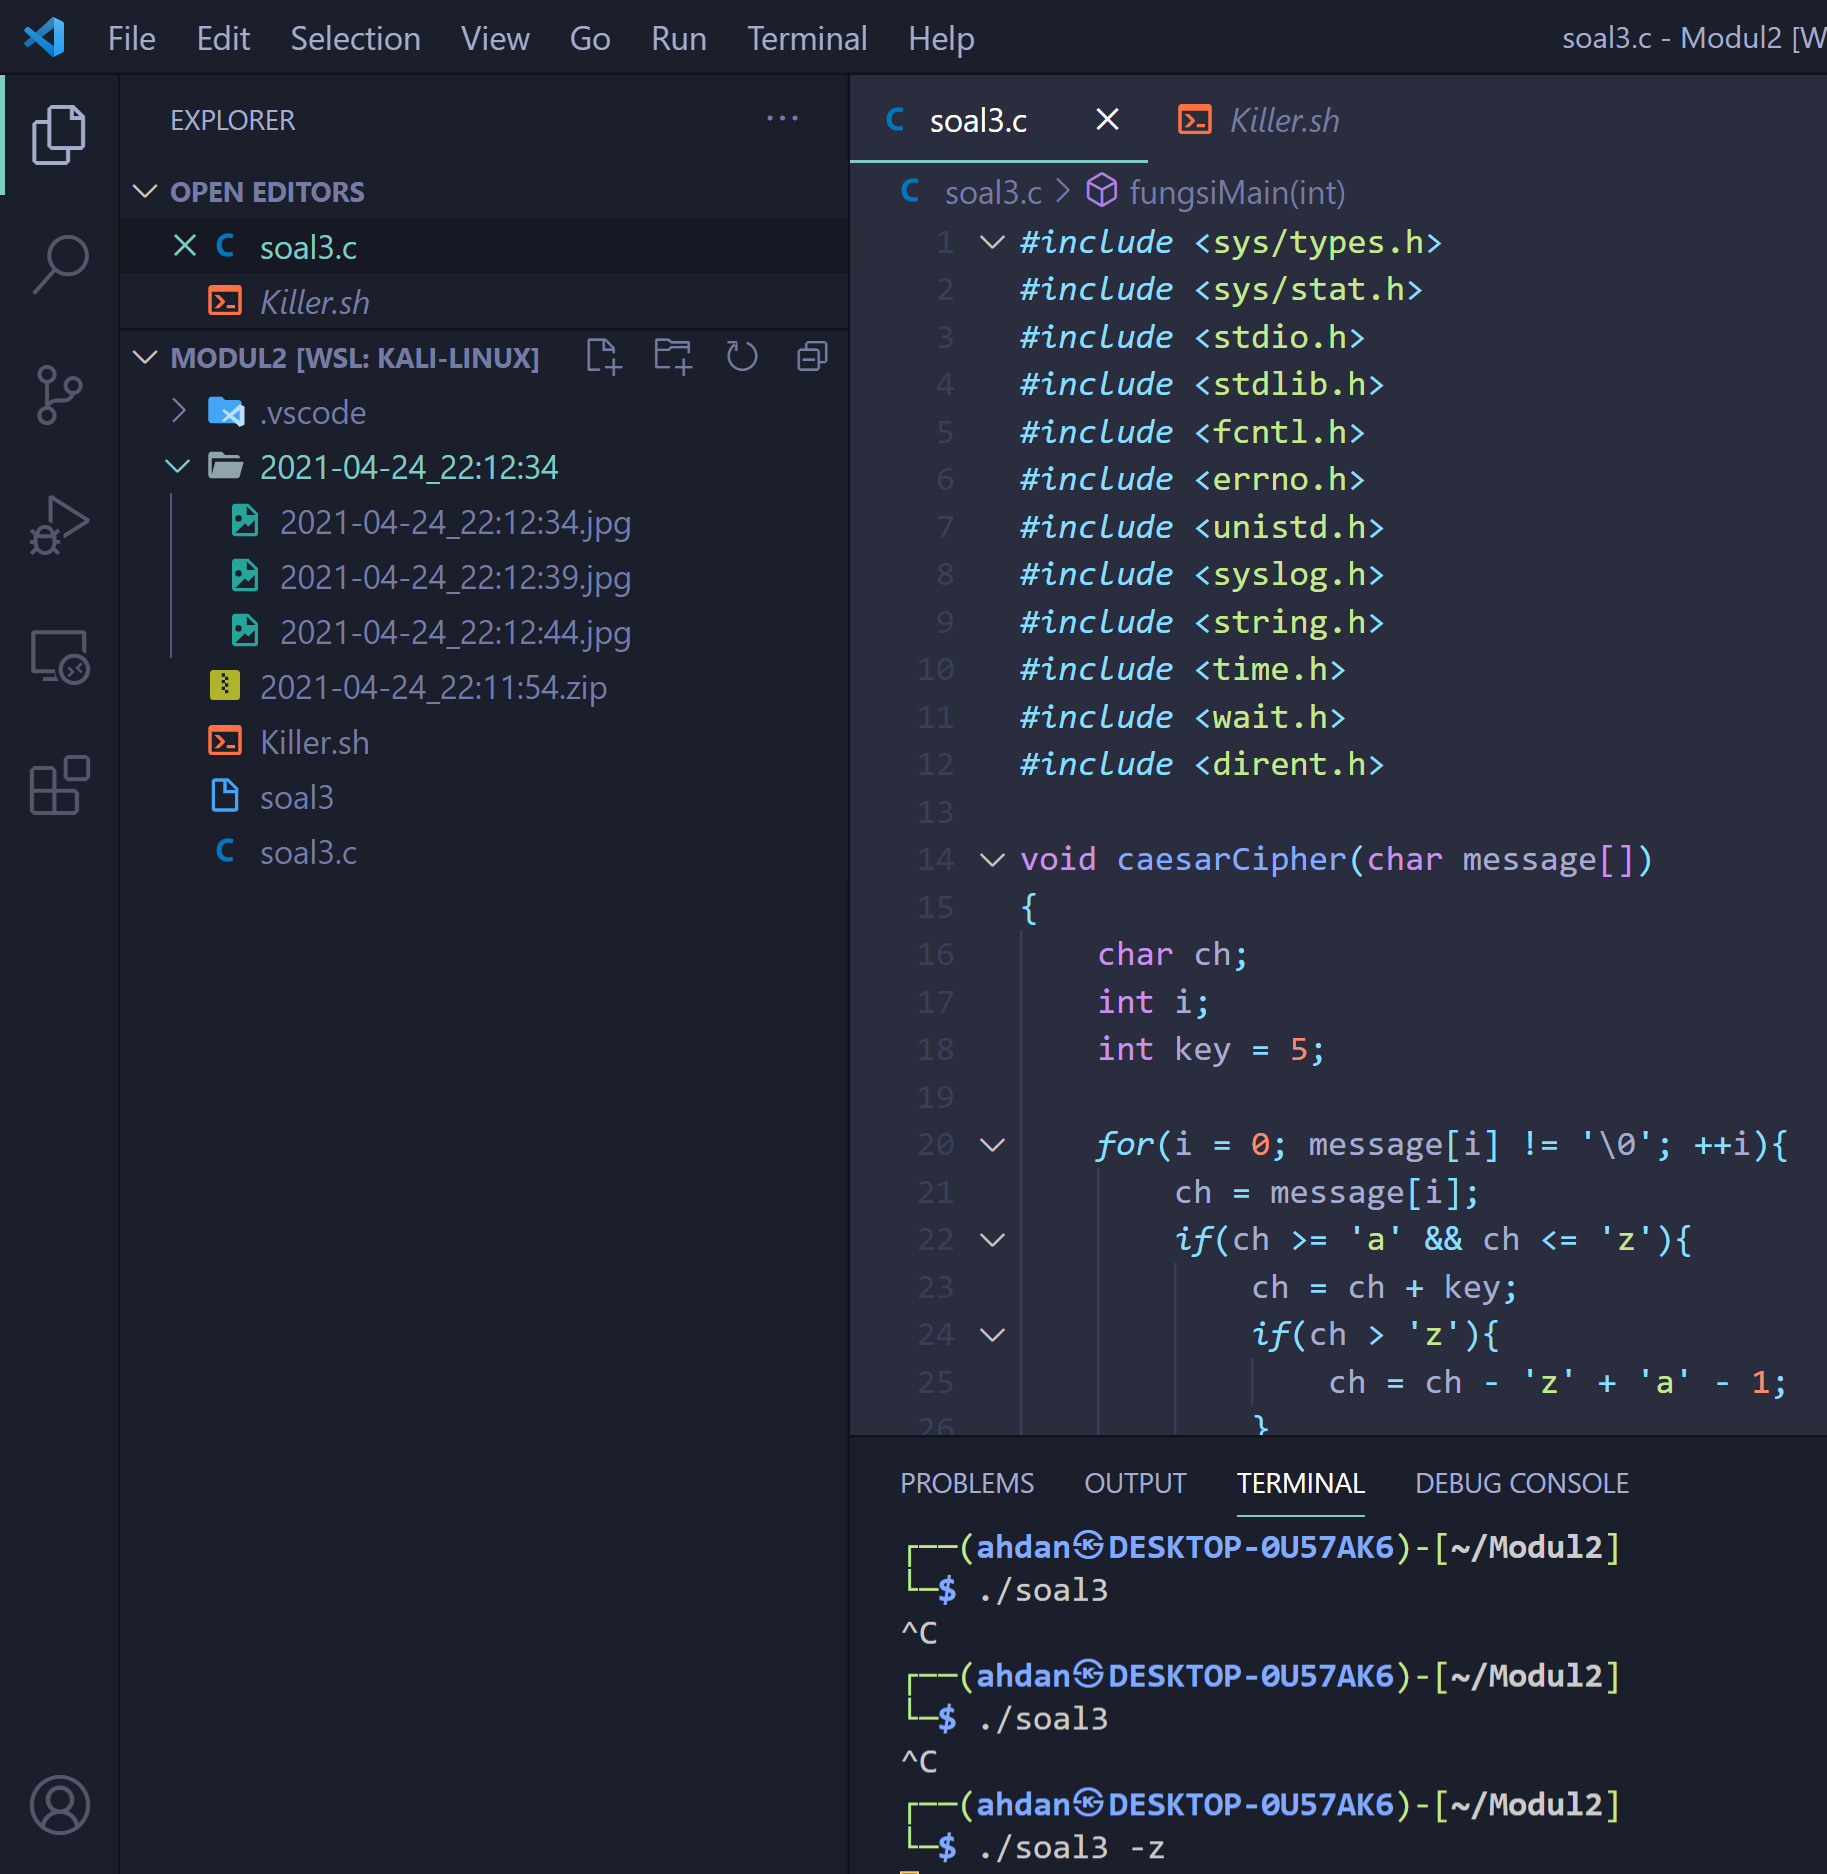 File Edit Selection View Go Run Terminal Help soal3.c - Modul2 [W
EXPLORER
OPEN EDITORS
soal3.c
Killer.sh
MODUL2 [WSL: KALI-LINUX]
.vscode
2021-04-24_22:12:34
2021-04-24_22:12:34.jpg
2021-04-24_22:12:39.jpg
2021-04-24_22:12:44.jpg
2021-04-24_22:11:54.zip
Killer.sh
soal3
soal3.c
soal3.c Killer.sh
soal3.c > fungsiMain(int)
1 #include <sys/types.h>
2 #include <sys/stat.h>
3 #include <stdio.h>
4 #include <stdlib.h>
5 #include <fcntl.h>
6 #include <errno.h>
7 #include <unistd.h>
8 #include <syslog.h>
9 #include <string.h>
10 #include <time.h>
11 #include <wait.h>
12 #include <dirent.h>
13
14 void caesarCipher(char message[])
15 {
16     char ch;
17     int i;
18     int key = 5;
19
20     for(i = 0; message[i] != '\0'; ++i){
21         ch = message[i];
22         if(ch >= 'a' && ch <= 'z'){
23             ch = ch + key;
24             if(ch > 'z'){
25                 ch = ch - 'z' + 'a' - 1;
26             }
PROBLEMS OUTPUT TERMINAL DEBUG CONSOLE
┌──(ahdan㉿DESKTOP-0U57AK6)-[~/Modul2]
└─$ ./soal3
^C
┌──(ahdan㉿DESKTOP-0U57AK6)-[~/Modul2]
└─$ ./soal3
^C
┌──(ahdan㉿DESKTOP-0U57AK6)-[~/Modul2]
└─$ ./soal3 -z